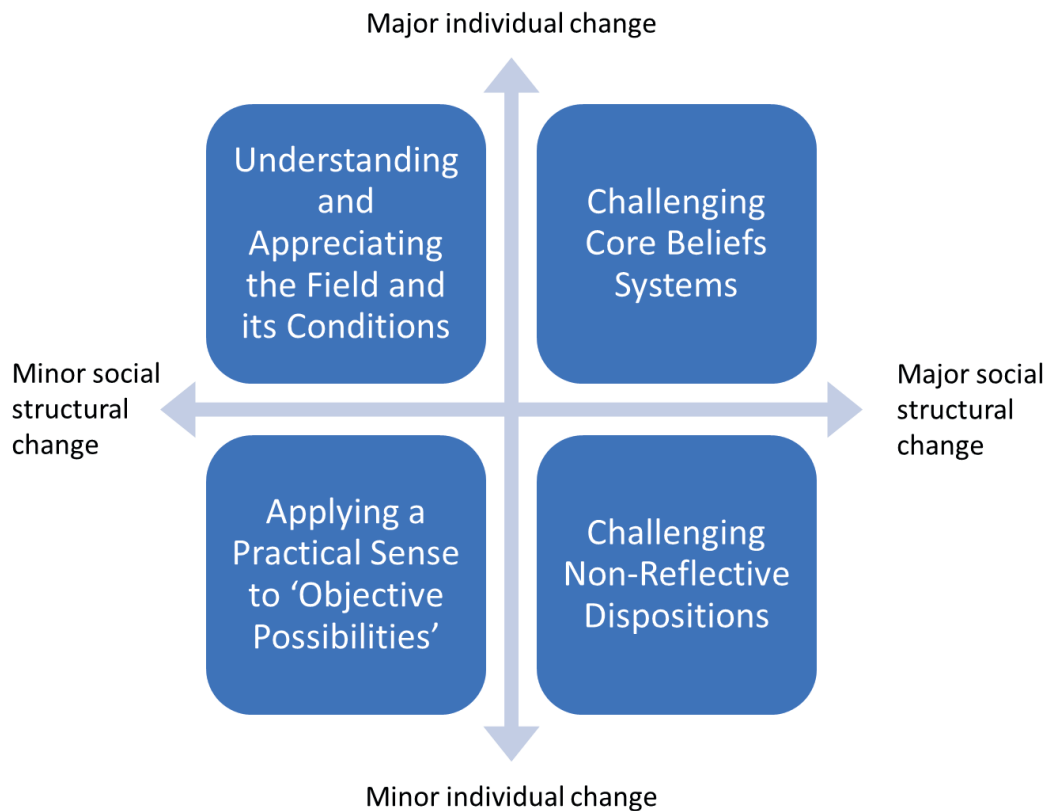 Major individual change
Understanding
and
Appreciating
the Field and
its Conditions
Challenging
Core Beliefs
Systems
Minor social
structural
change
Major social
structural
change
Applying a
Practical Sense
to ‘Objective
Possibilities’
Challenging
Non-Reflective
Dispositions
Minor individual change